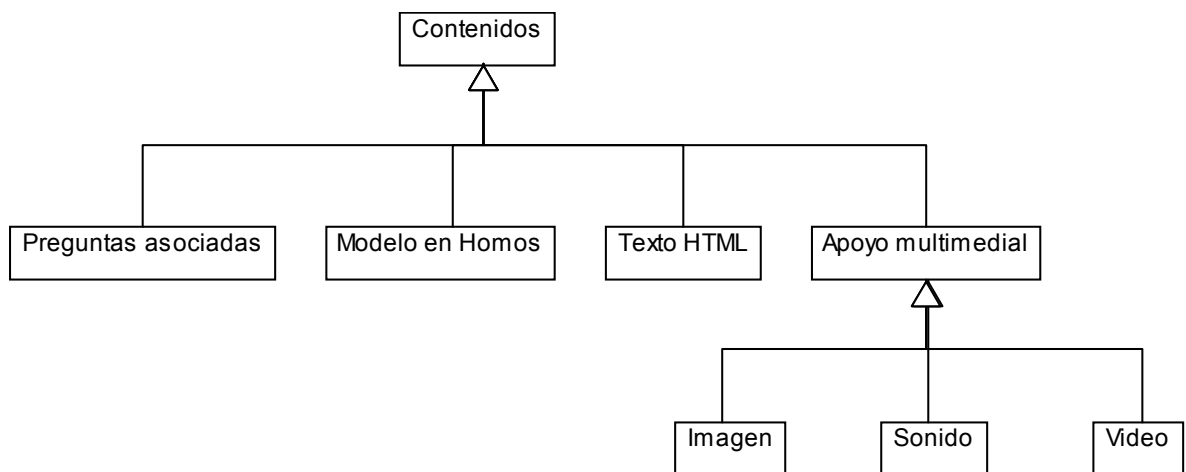 Contenidos
Preguntas asociadas
Modelo en Homos
Texto HTML
Apoyo multimedial
Imagen
Sonido
Video